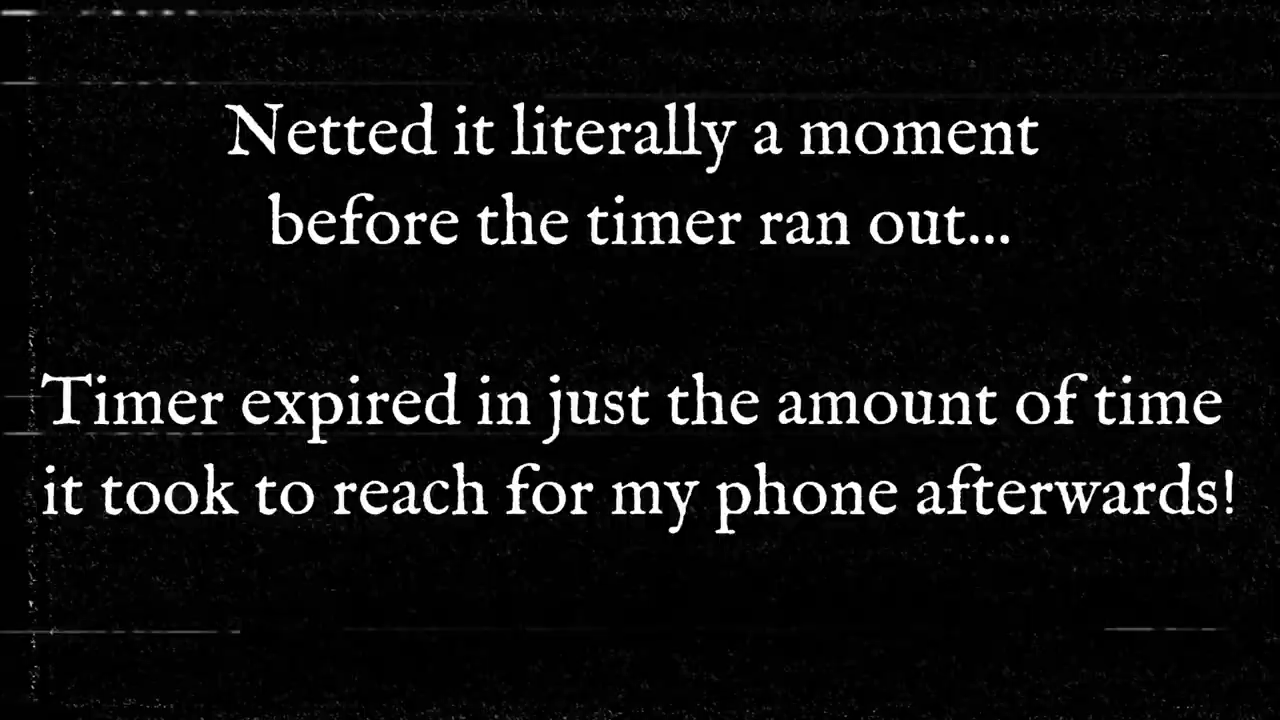 Netted it literally a moment
before the timer ran out...
Timer expired in just the amount of time
it took to reach for my phone afterwards!